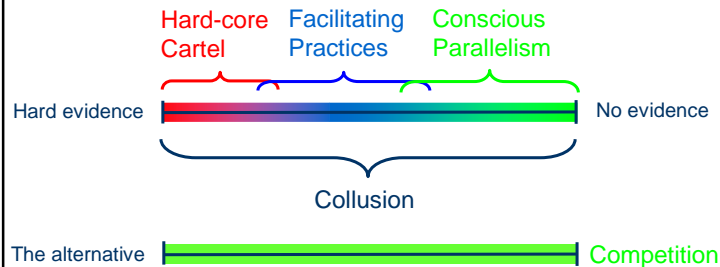 Hard-core
Cartel
Facilitating
Practices
Conscious
Parallelism
Hard evidence
No evidence
Collusion
The alternative
Competition